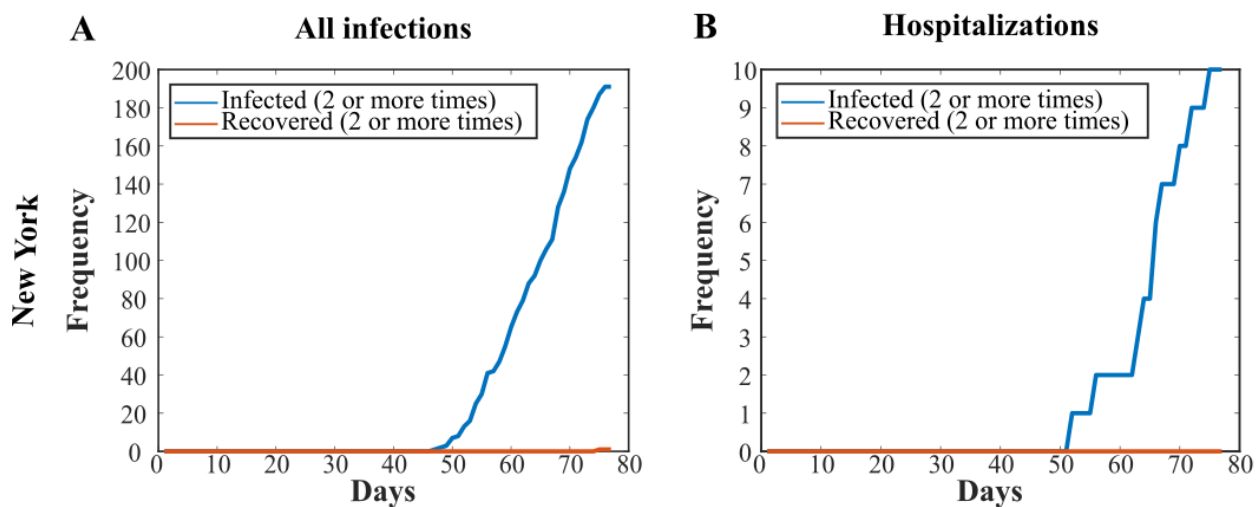 A All infections
New York
Frequency
200
180
160
140
120
100
80
60
40
20
0
Infected (2 or more times)
Recovered (2 or more times)
0 10 20 30 40 50 60 70 80
Days
B Hospitalizations
Frequency
10
9
8
7
6
5
4
3
2
1
0
Infected (2 or more times)
Recovered (2 or more times)
0 10 20 30 40 50 60 70 80
Days